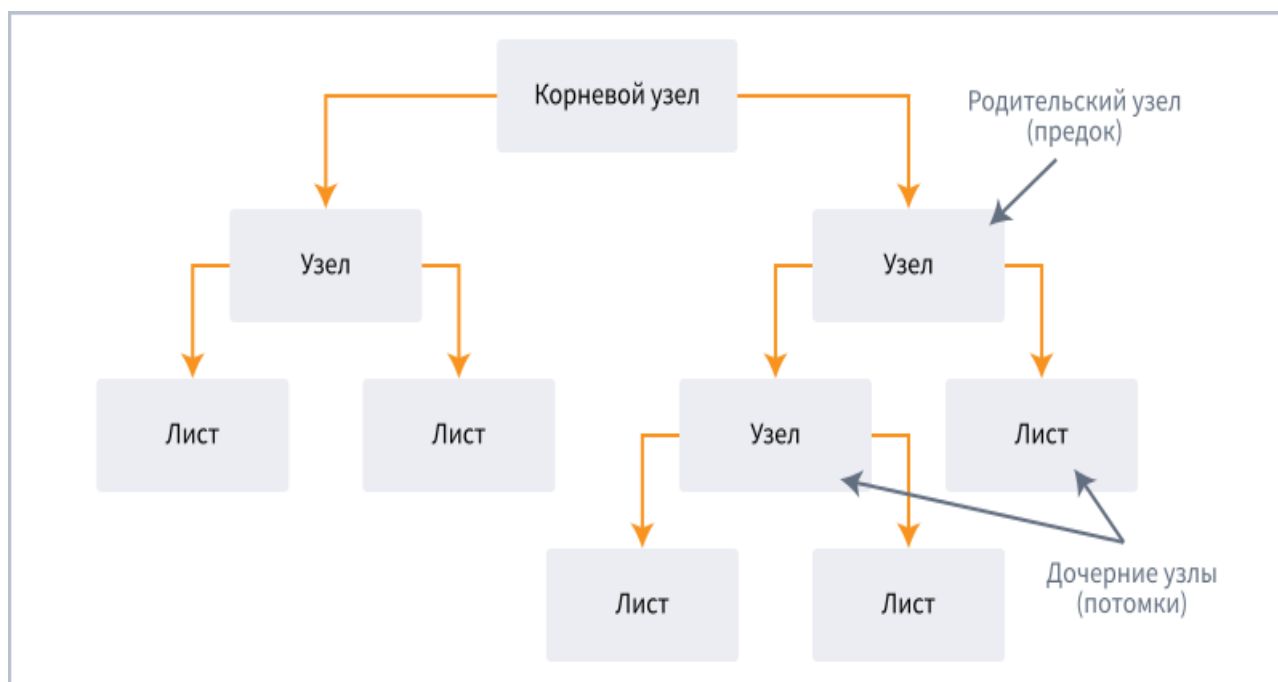 Корневой узел
Родительский узел
(предок)
Узел
Узел
Лист
Лист
Узел
Лист
Лист
Лист
Дочерние узлы
(потомки)